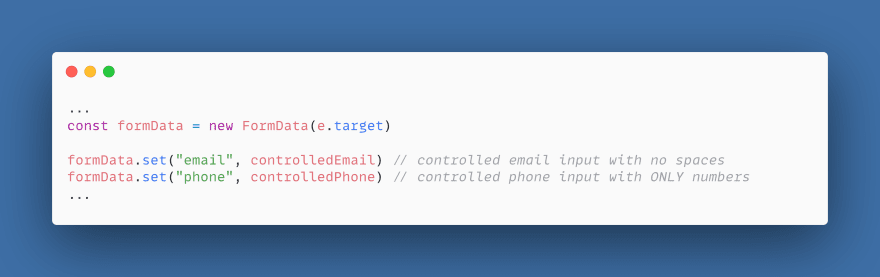 ...
const formData = new FormData(e.target)
formData.set("email", controlledEmail) // controlled email input with no spaces
formData.set("phone", controlledPhone) // controlled phone input with ONLY numbers
...